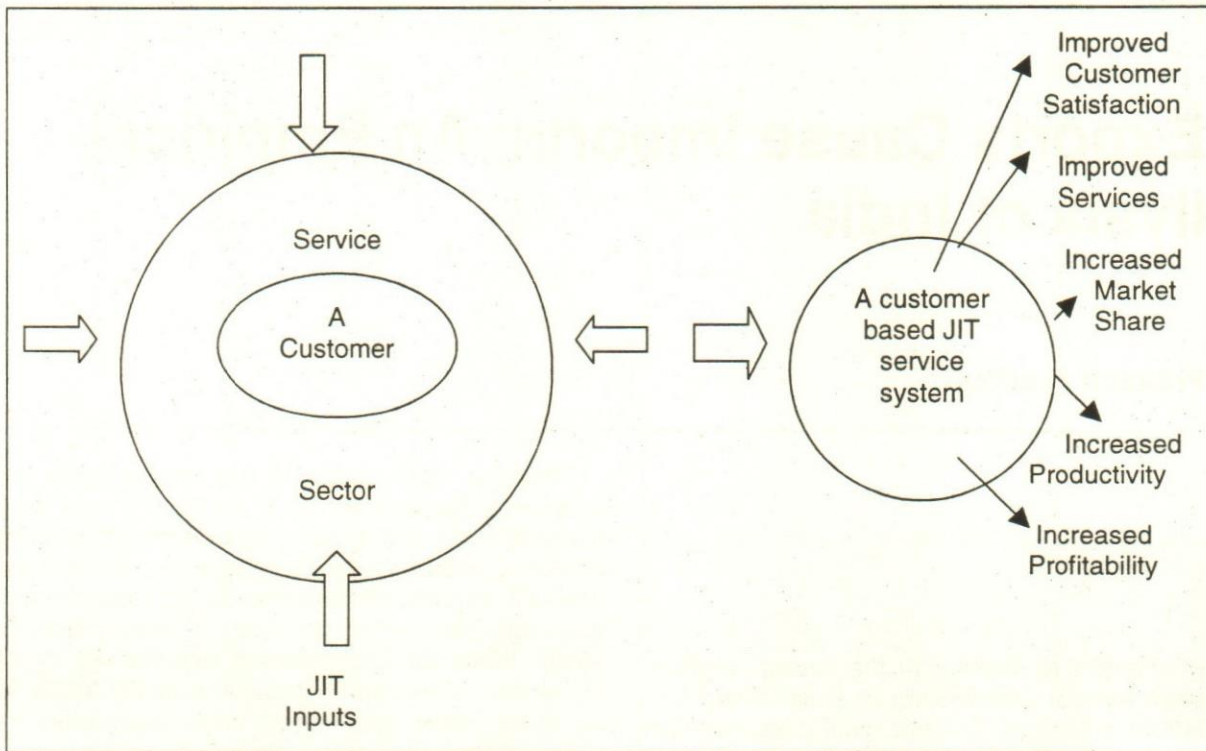 Service
A
Customer
Sector
JIT
Inputs
A customer
based JIT
service
system
Improved
Customer
Satisfaction
Improved
Services
Increased
Market
Share
Increased
Productivity
Increased
Profitability